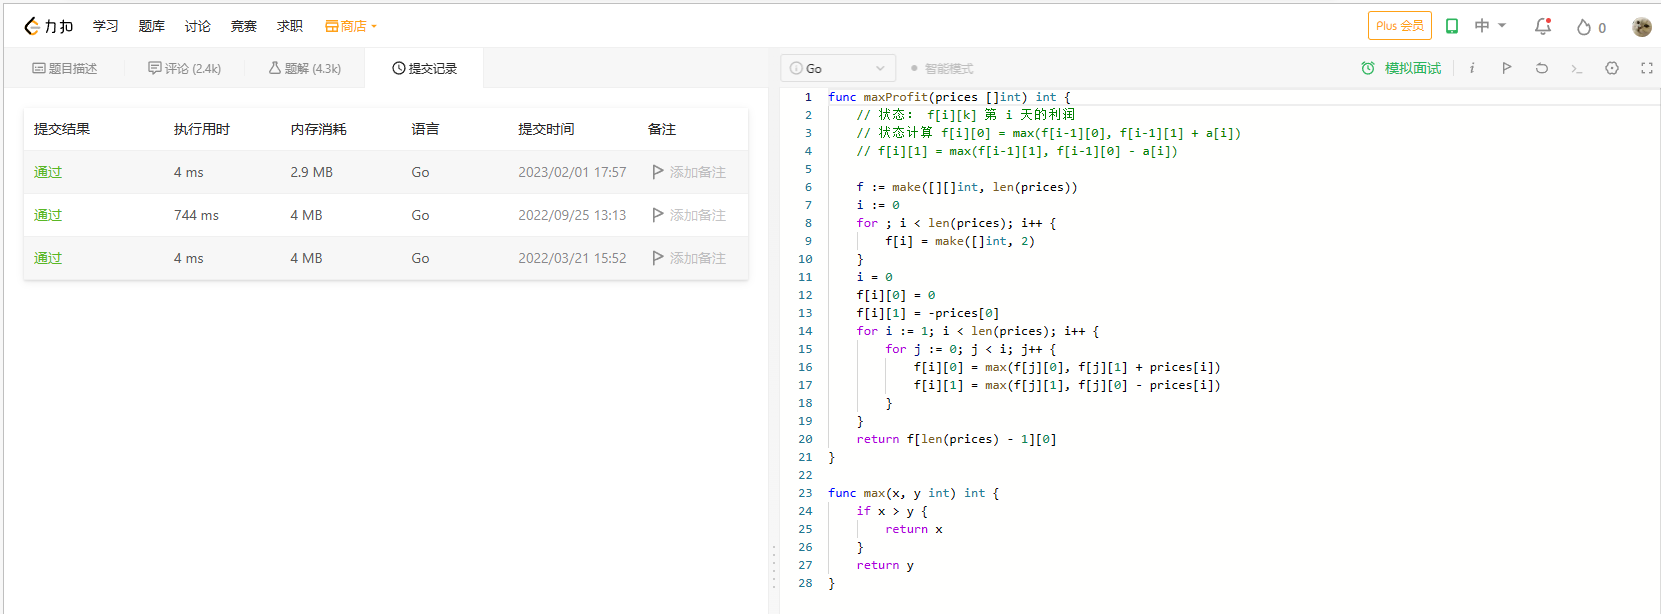 力扣 学习 题库 讨论 竞赛 求职 商店 Plus 会员 中 0
题目描述 评论 (2.4k) 题解 (4.3k) 提交记录
提交结果 执行用时 内存消耗 语言 提交时间 备注
通过 4 ms 2.9 MB Go 2023/02/01 17:57 添加备注
通过 744 ms 4 MB Go 2022/09/25 13:13 添加备注
通过 4 ms 4 MB Go 2022/03/21 15:52 添加备注
Go 智能模式 模拟面试 i
1 func maxProfit(prices []int) int {
2 // 状态: f[i][k] 第 i 天的利润
3 // 状态计算 f[i][0] = max(f[i-1][0], f[i-1][1] + a[i])
4 // f[i][1] = max(f[i-1][1], f[i-1][0] - a[i])
5
6 f := make([][]int, len(prices))
7 i := 0
8 for ; i < len(prices); i++ {
9 f[i] = make([]int, 2)
10 }
11 i = 0
12 f[i][0] = 0
13 f[i][1] = -prices[0]
14 for i := 1; i < len(prices); i++ {
15 for j := 0; j < i; j++ {
16 f[i][0] = max(f[j][0], f[j][1] + prices[i])
17 f[i][1] = max(f[j][1], f[j][0] - prices[i])
18 }
19 }
20 return f[len(prices) - 1][0]
21 }
22
23 func max(x, y int) int {
24 if x > y {
25 return x
26 }
27 return y
28 }